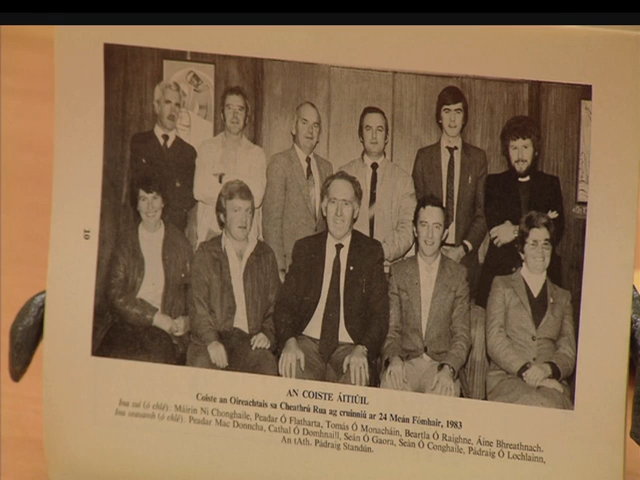 10
AN COISTE ÁITIÚIL
Coiste an Oireachtais sa Cheathrú Rua ag cruinniú ar 24 Meán Fómhair, 1983
Ina suí (ó chlé): Máirín Ní Chonghaile, Peadar Ó Flatharta, Tomás Ó Monacháin, Beartla Ó Raighne, Áine Bhreathnach.
Ina seasamh (ó chlé): Peadar Mac Donncha, Cathal Ó Domhnaill, Seán Ó Gaora, Seán Ó Conghaile, Pádraig Ó Lochlainn,
An tAth. Pádraig Standún.